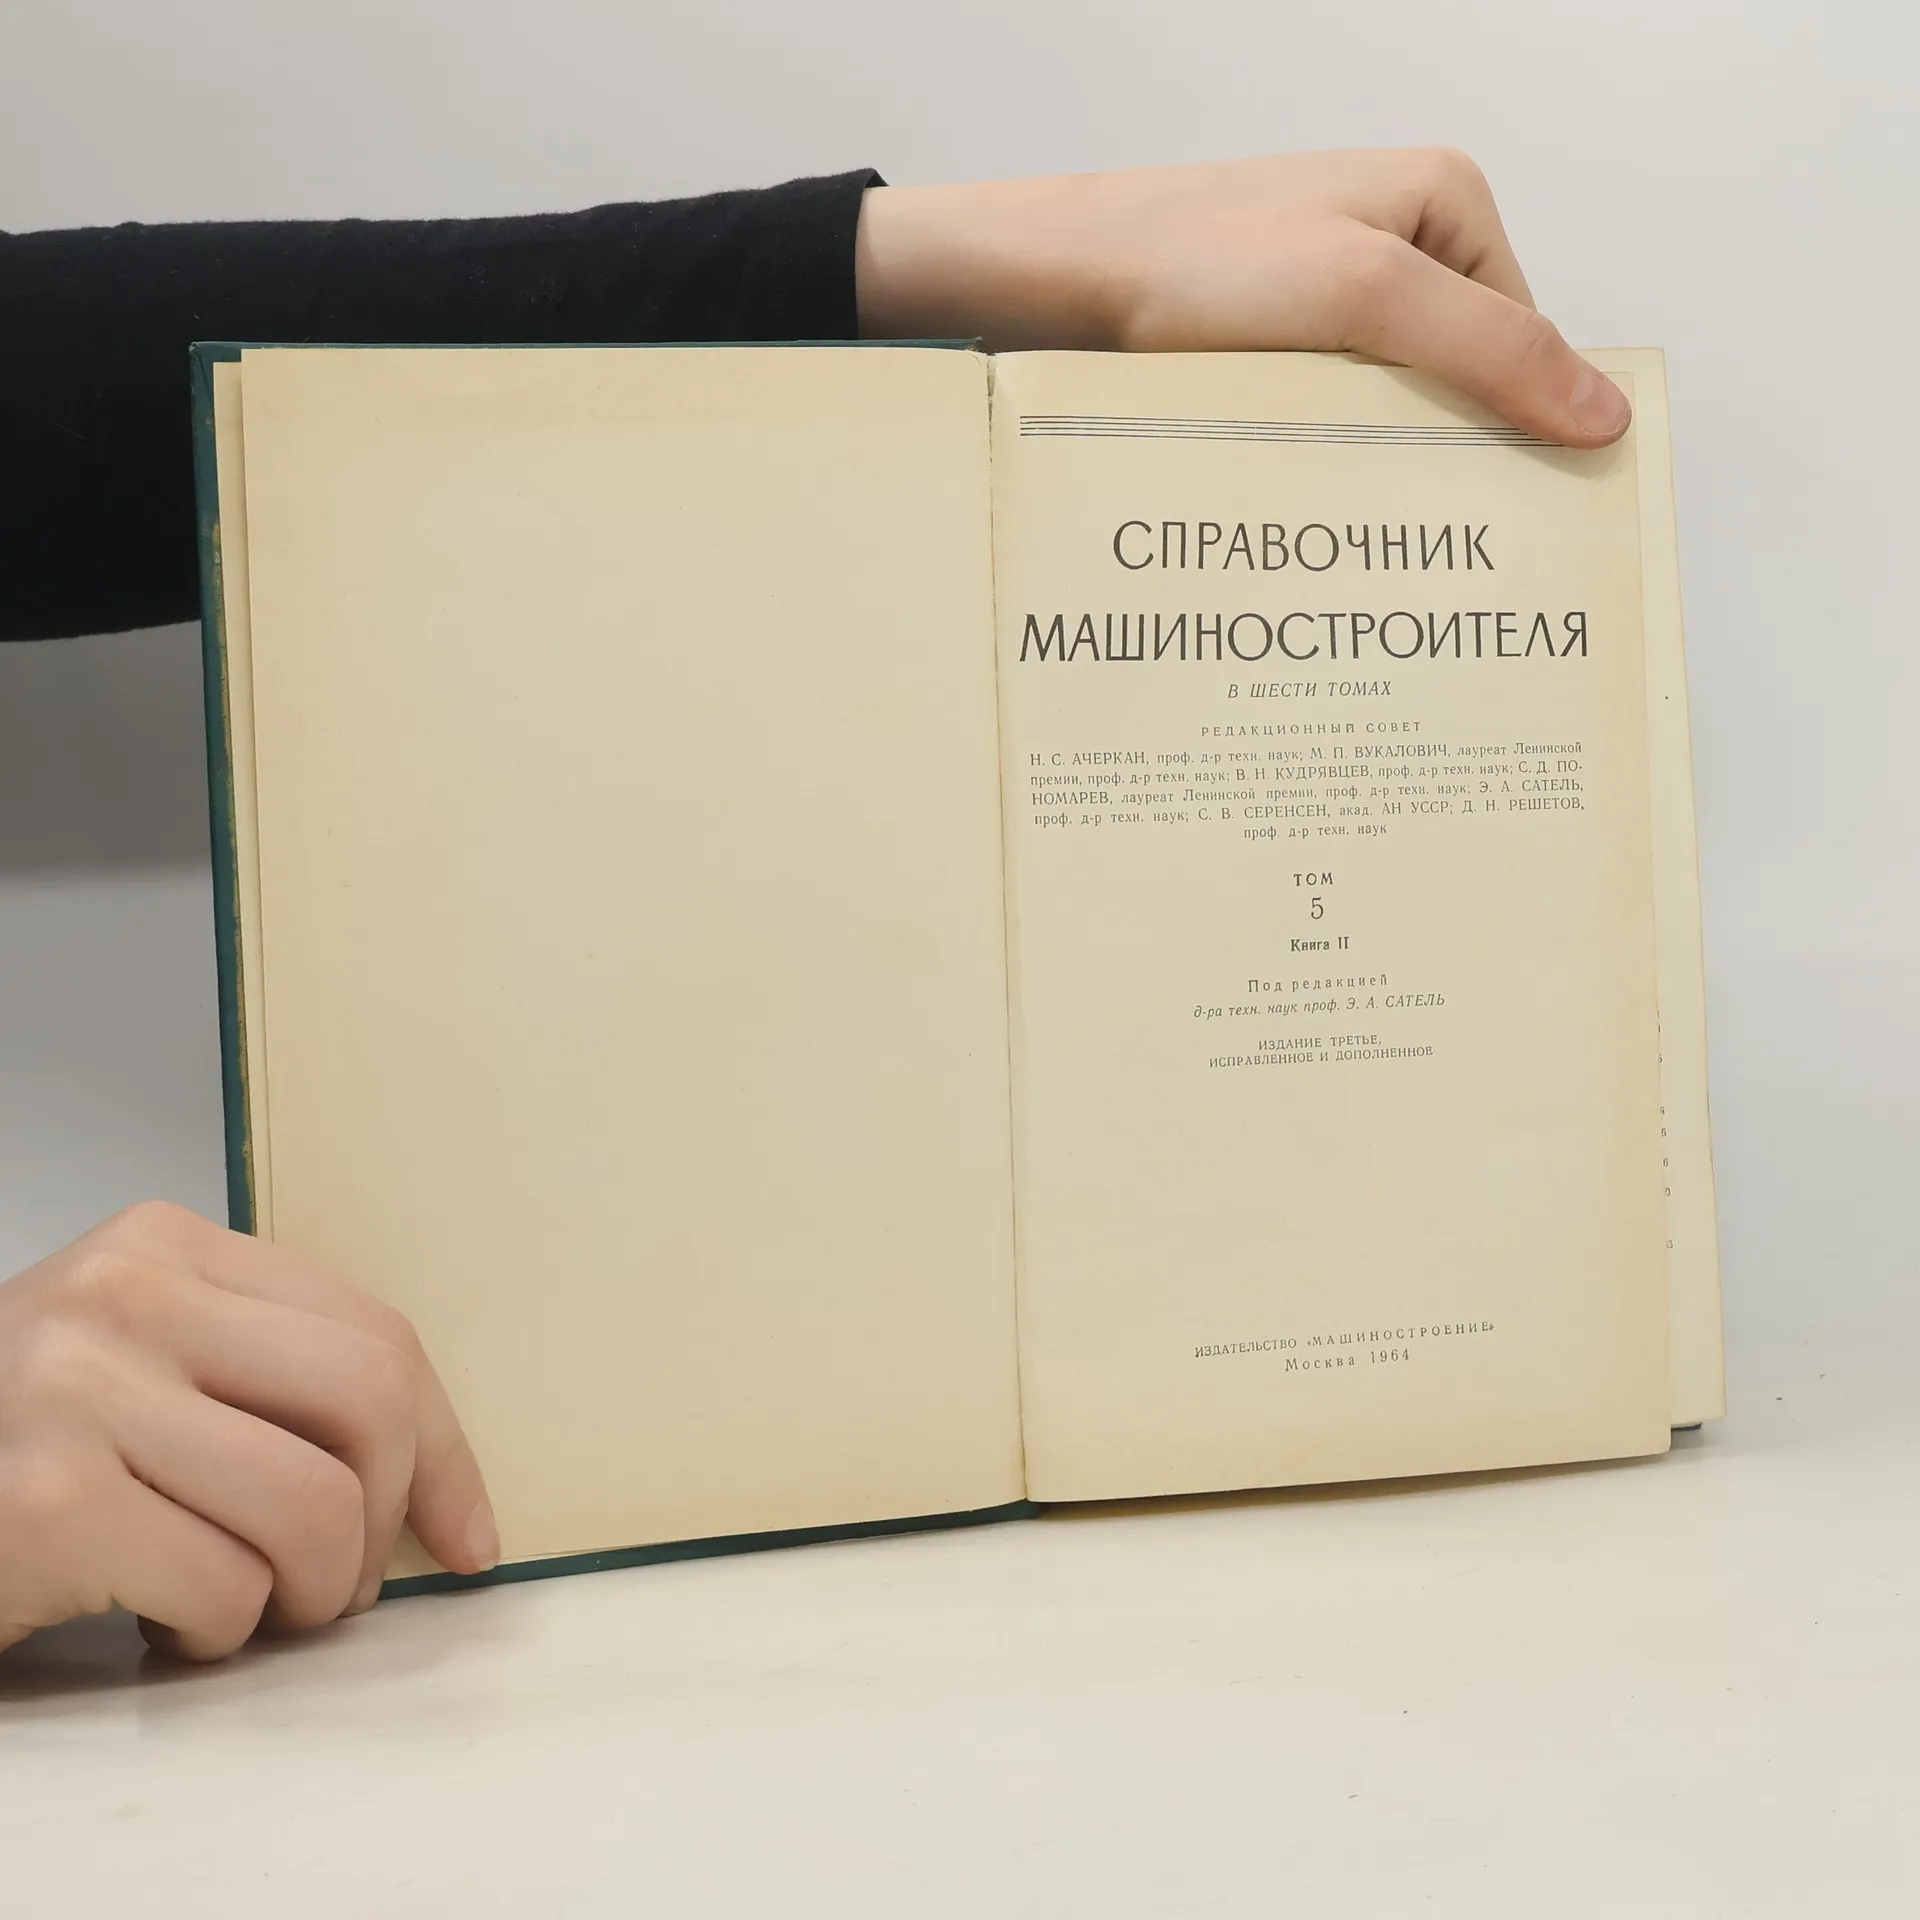 СПРАВОЧНИК
МАШИНОСТРОИТЕЛЯ
В ШЕСТИ ТОМАХ
РЕДАКЦИОННЫЙ СОВЕТ
Н. С. АЧЕРКАН, проф. д-р техн. наук; М. П. ВУКАЛОВИЧ, лауреат Ленинской
премии, проф. д-р техн. наук; В. Н. КУДРЯВЦЕВ, проф. д-р техн. наук; С. Д. ПО-
НОМАРЕВ, лауреат Ленинской премии, проф. д-р техн. наук; Э. А. САТЕЛЬ,
проф. д-р техн. наук; С. В. СЕРЕНСЕН, акад. АН УССР; Д. Н. РЕШЕТОВ,
проф. д-р техн. наук
ТОМ
5
Книга II
Под редакцией
д-ра техн. наук проф. Э. А. САТЕЛЬ
ИЗДАНИЕ ТРЕТЬЕ,
ИСПРАВЛЕННОЕ И ДОПОЛНЕННОЕ
ИЗДАТЕЛЬСТВО «МАШИНОСТРОЕНИЕ»
Москва 1964